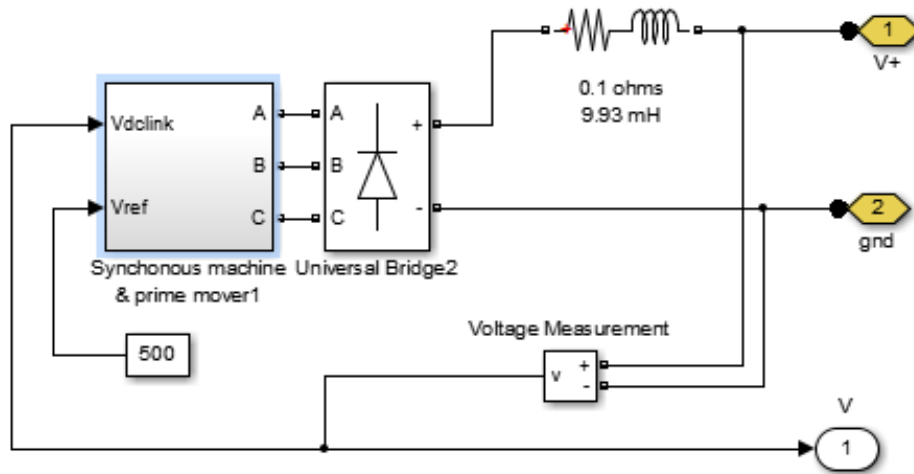 1
V+
0.1 ohms
9.93 mH
Vdclink
A
A
+
B
B
Vref
C
C
-
2
gnd
Synchonous machine
& prime mover1
Universal Bridge2
500
Voltage Measurement
v
+
-
V
1